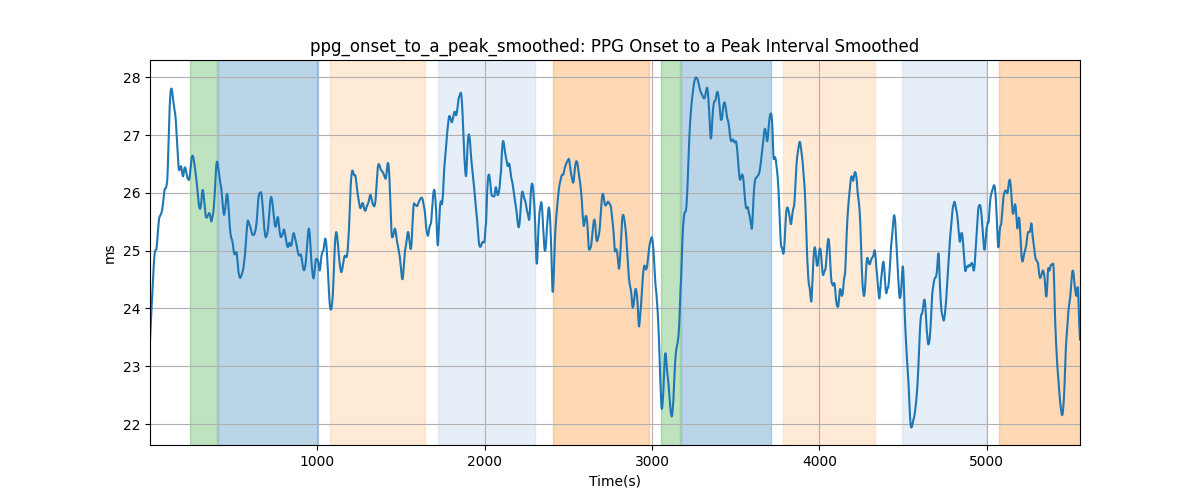 ppg_onset_to_a_peak_smoothed: PPG Onset to a Peak Interval Smoothed
28
27
26
25
24
23
22
ms
1000 2000 3000 4000 5000
Time(s)